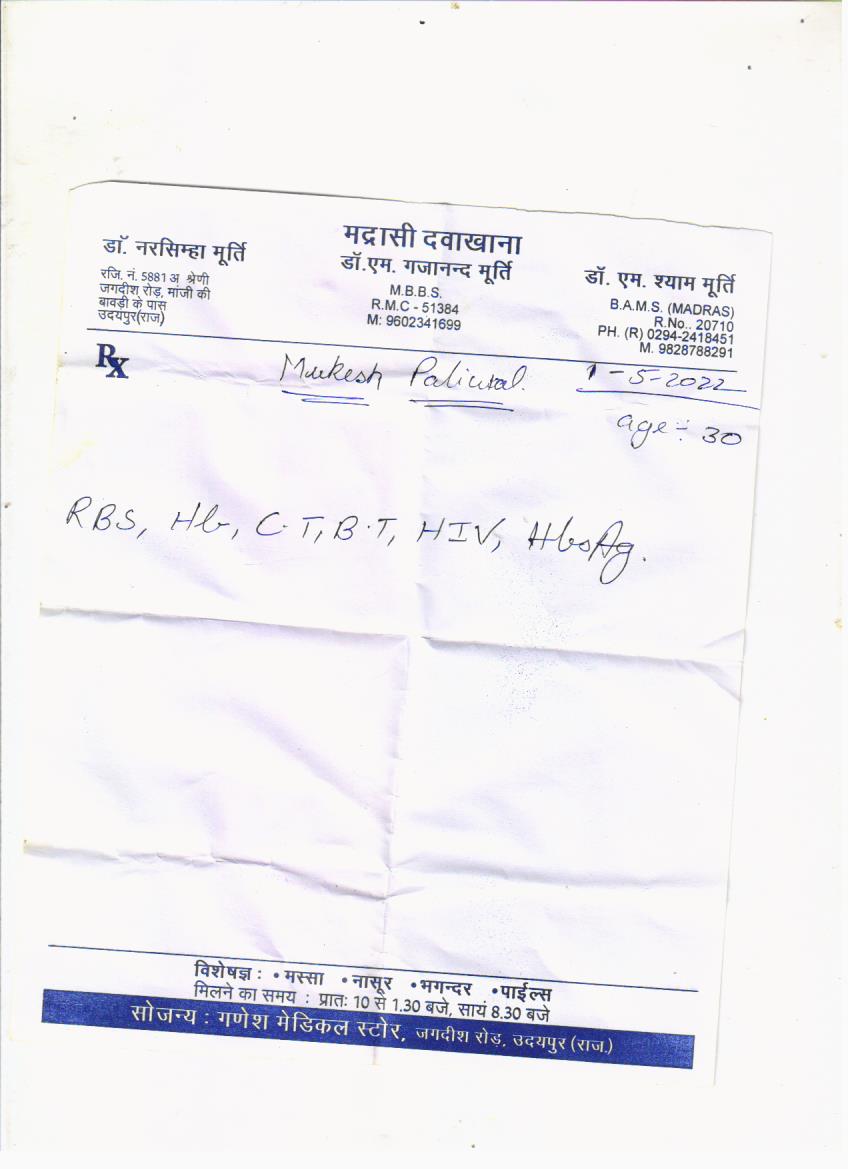 मद्रासी दवाखाना
डॉ. नरसिम्हा मूर्ति
रजि. नं. 5881 अ श्रेणी
जगदीश रोड़, मांजी की
बावड़ी के पास
उदयपुर(राज)
डॉ.एम. गजानन्द मूर्ति
M.B.B.S.
R.M.C - 51384
M: 9602341699
डॉ. एम. श्याम मूर्ति
B.A.M.S. (MADRAS)
R.No.. 20710
PH. (R) 0294-2418451
M. 9828788291
Rx
Mukesh Paliwal. 1-5-2022
age÷ 30
RBS, Hb, C.T, B.T, HIV, HbsAg.
विशेषज्ञ : • मस्सा • नासूर • भगन्दर • पाईल्स
मिलने का समय : प्रातः 10 से 1.30 बजे, सायं 8.30 बजे
सोजन्य : गणेश मेडिकल स्टोर, जगदीश रोड़, उदयपुर (राज.)